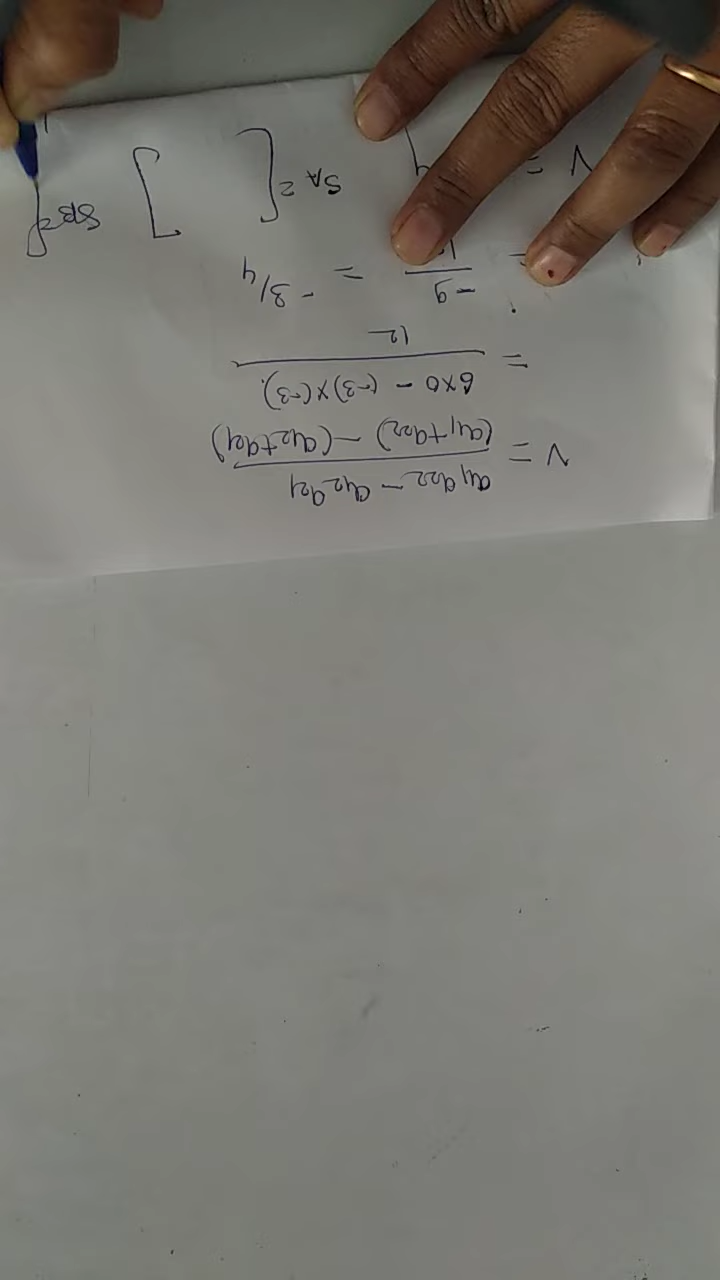 V = a₁₁a₂₂ - a₁₂a₂₁ / (a₁₁+a₂₂) - (a₁₂+a₂₁)
= 6×0 - (-3)×(-3) / 12
= -9 / 12 = -3/4
V = SA = [ ] SB = [